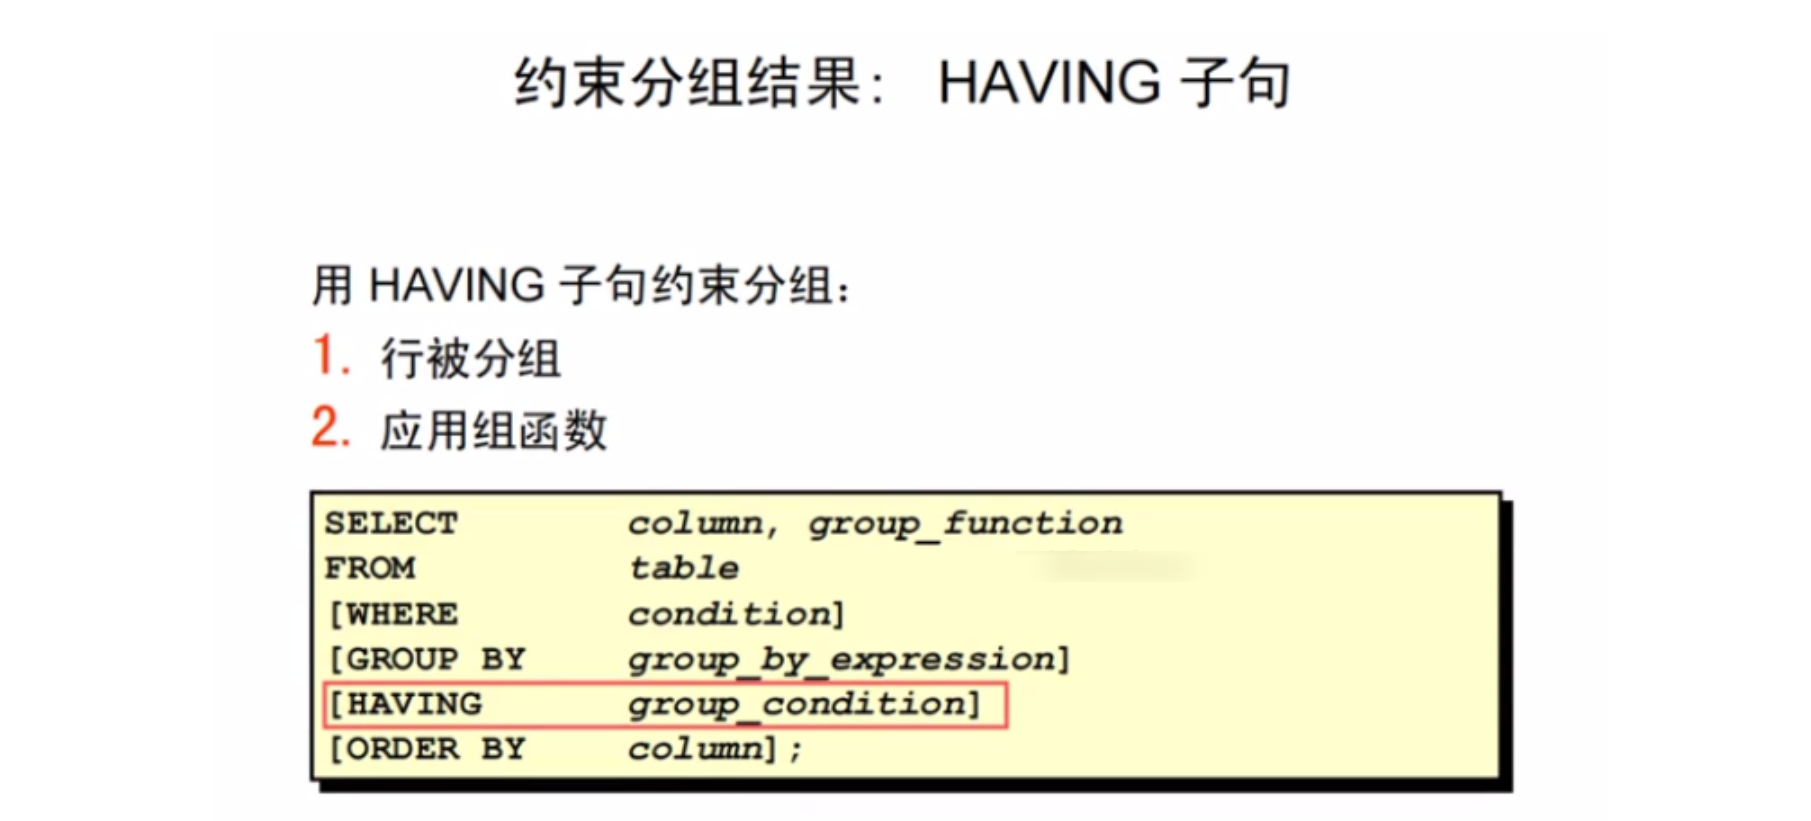 约束分组结果： HAVING 子句
用 HAVING 子句约束分组：
1. 行被分组
2. 应用组函数
SELECT column, group_function
FROM table
[WHERE condition]
[GROUP BY group_by_expression]
[HAVING group_condition]
[ORDER BY column];